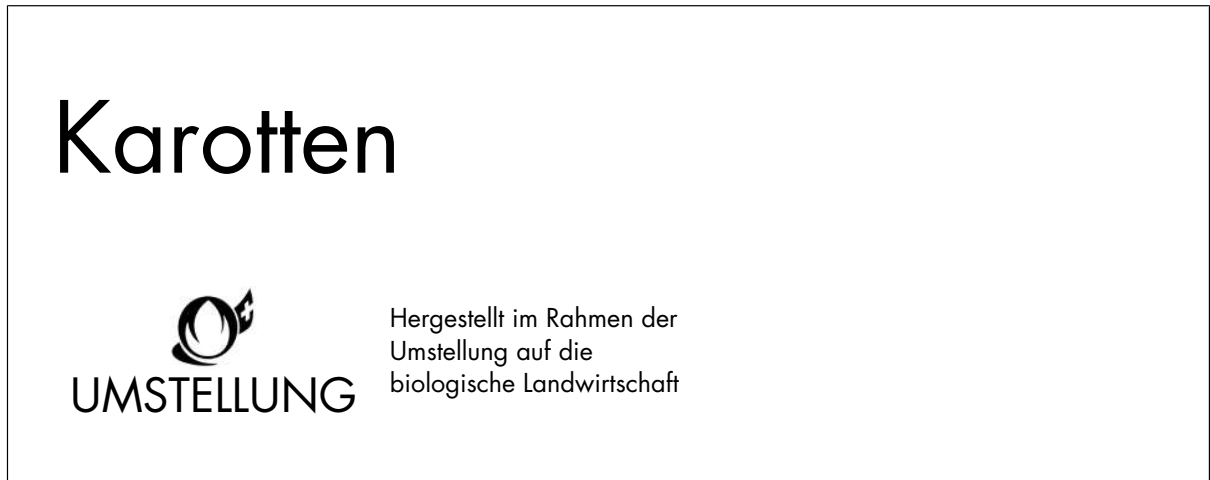 Karotten
UMSTELLUNG
Hergestellt im Rahmen der
Umstellung auf die
biologische Landwirtschaft